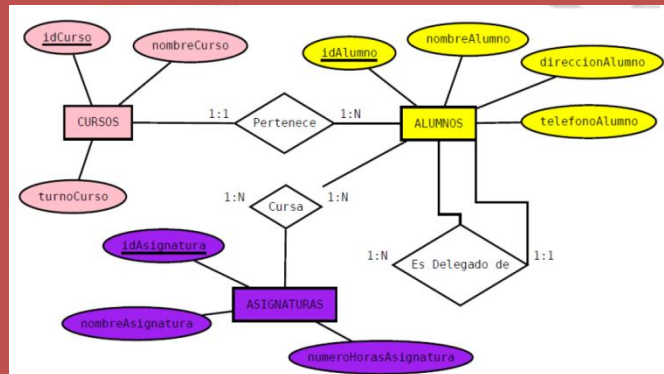 idCurso
nombreCurso
CURSOS
turnoCurso
1:1
Pertenece
1:N
idAlumno
nombreAlumno
direccionAlumno
ALUMNOS
telefonoAlumno
1:N
Cursa
1:N
1:N
Es Delegado de
1:1
idAsignatura
ASIGNATURAS
nombreAsignatura
numeroHorasAsignatura